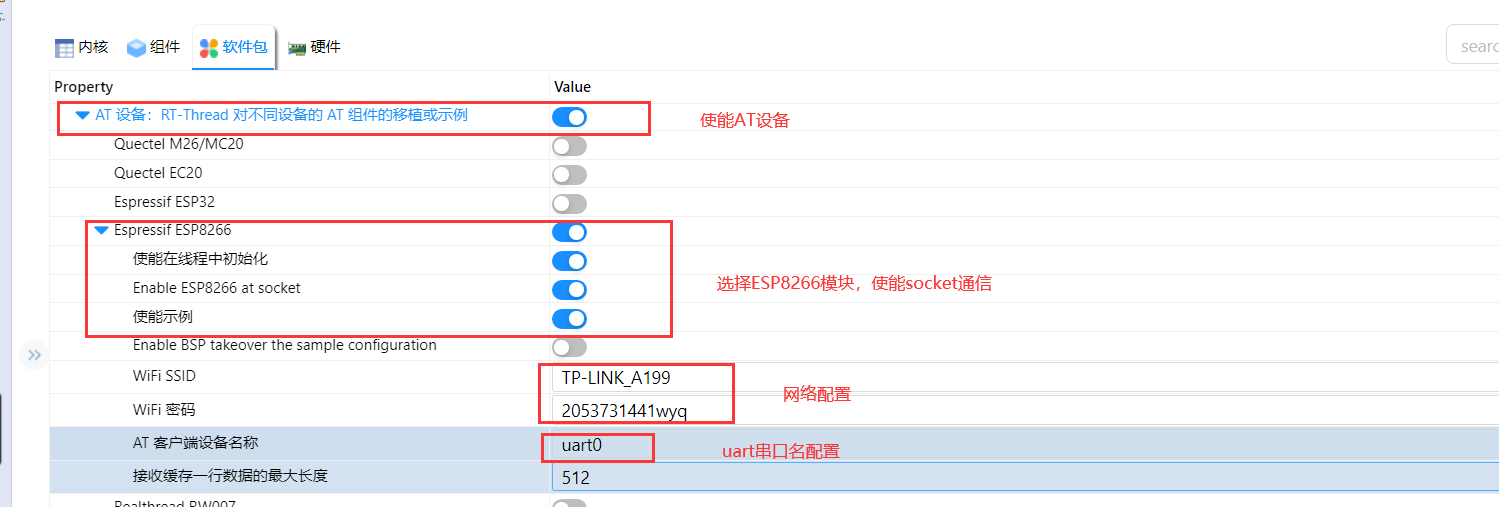 内核 组件 软件包 硬件
searc
Property Value
AT 设备：RT-Thread 对不同设备的 AT 组件的移植或示例
使能AT设备
Quectel M26/MC20
Quectel EC20
Espressif ESP32
Espressif ESP8266
使能在线程中初始化
Enable ESP8266 at socket
选择ESP8266模块，使能socket通信
使能示例
Enable BSP takeover the sample configuration
WiFi SSID TP-LINK_A199
网络配置
WiFi 密码 2053731441wyq
AT 客户端设备名称 uart0
uart串口名配置
接收缓存一行数据的最大长度 512
Realthread RW007